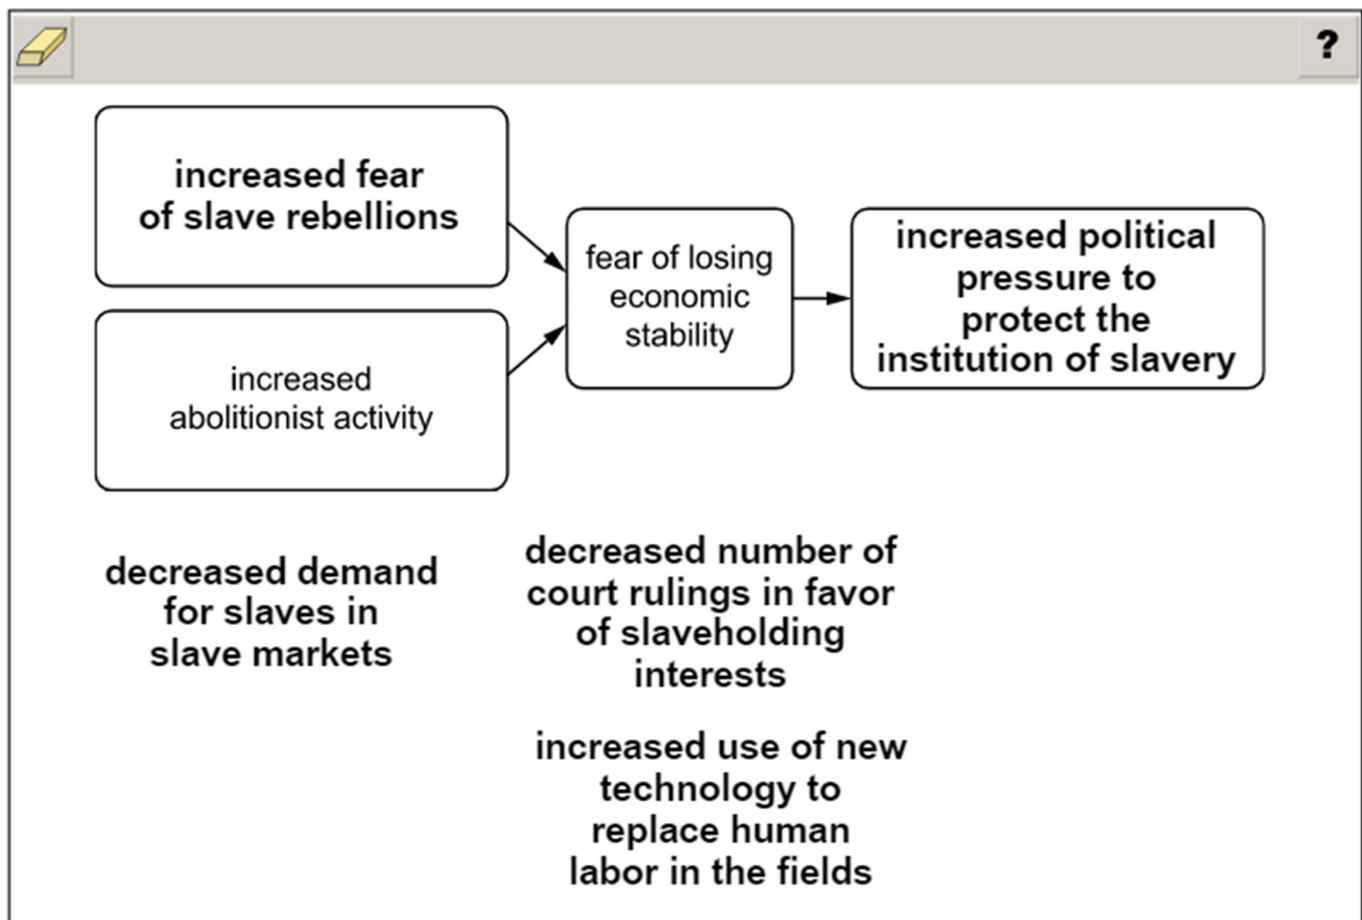 ?
increased fear
of slave rebellions
increased
abolitionist activity
fear of losing
economic
stability
increased political
pressure to
protect the
institution of slavery
decreased demand
for slaves in
slave markets
decreased number of
court rulings in favor
of slaveholding
interests
increased use of new
technology to
replace human
labor in the fields